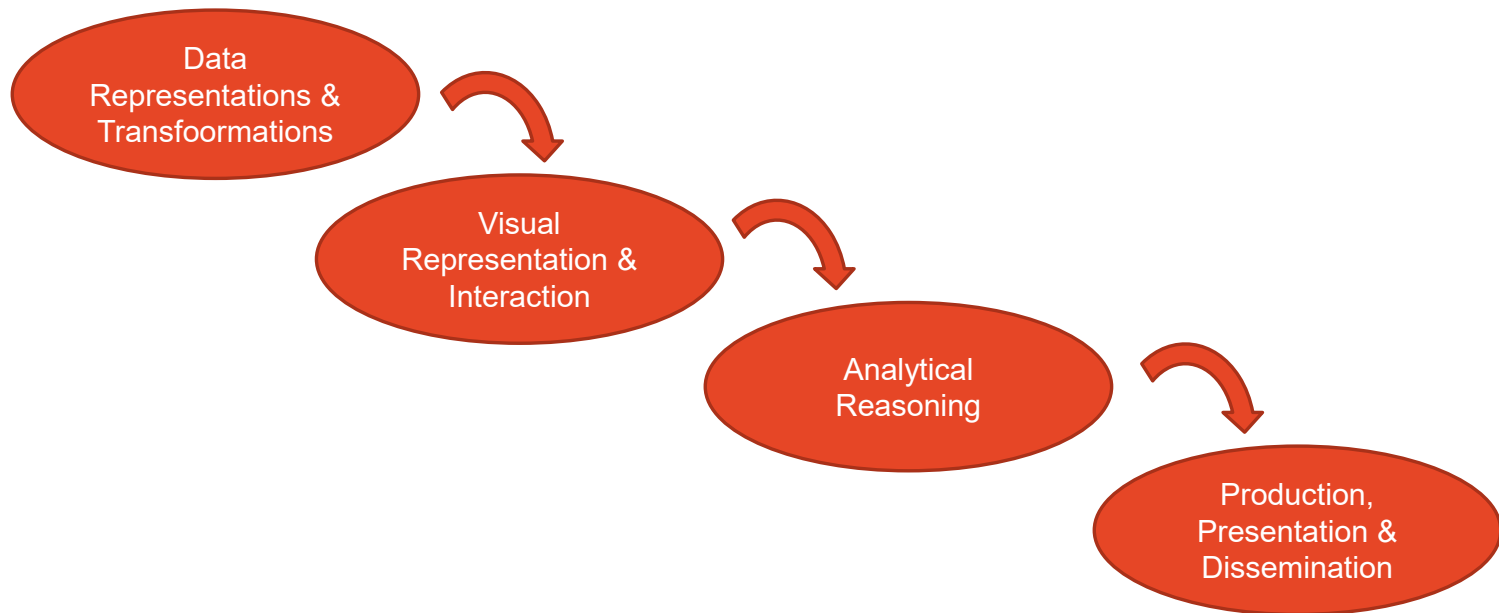 Data
Representations &
Transfoormations
Visual
Representation &
Interaction
Analytical
Reasoning
Production,
Presentation &
Dissemination